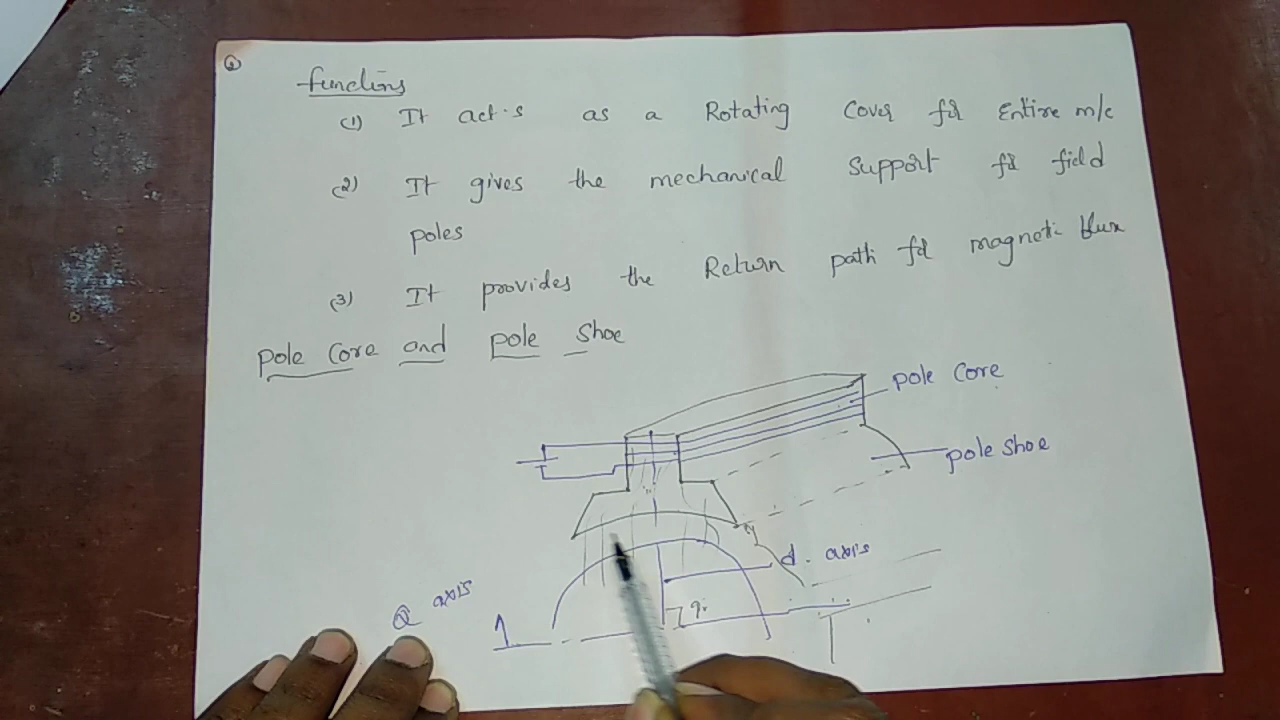 functions
(1) It act's as a Rotating Cover for Entire m/c
(2) It gives the mechanical Support for field
poles
(3) It provides the Return path for magnetic flux
pole Core and pole Shoe
pole Core
pole shoe
d. axis
Q axis